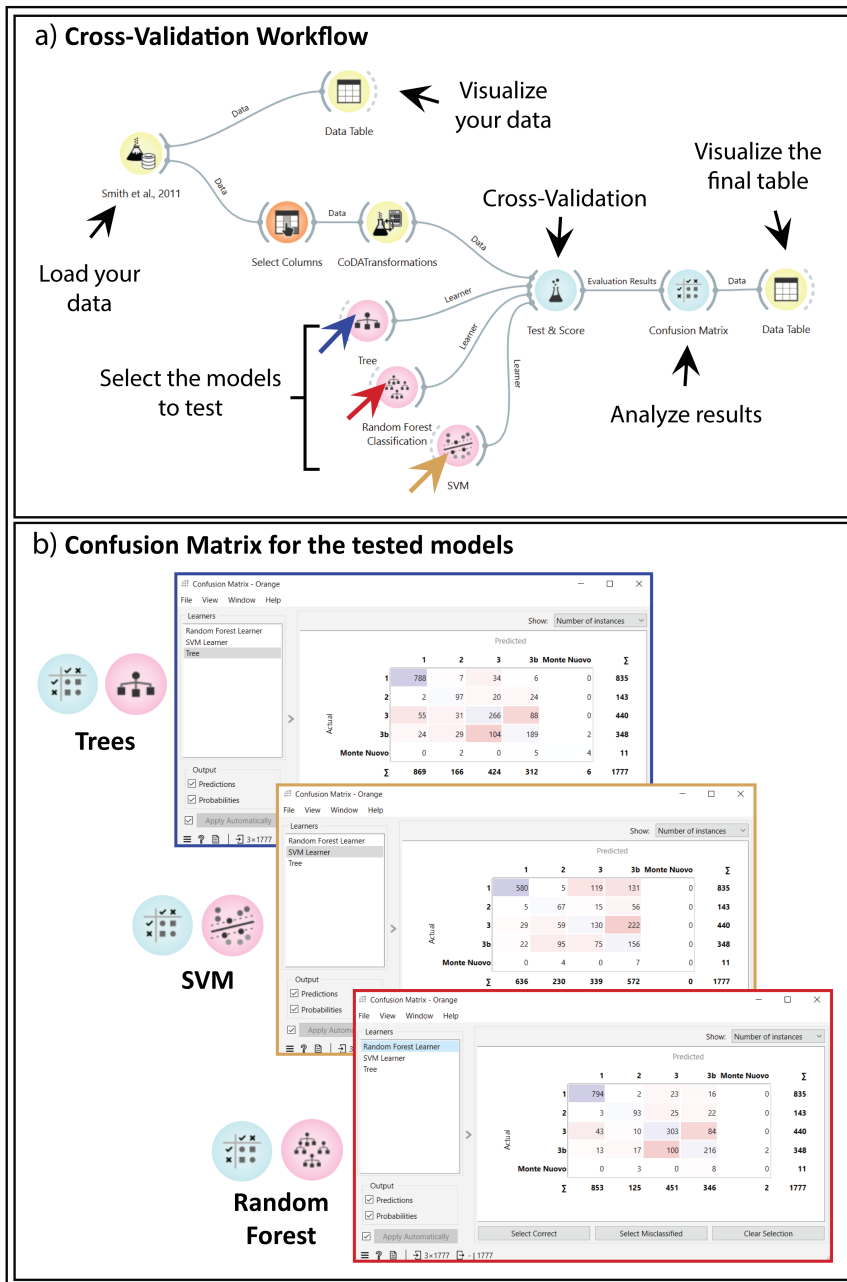 a) Cross-Validation Workflow
Data
Data Table
Visualize
your data
Smith et al., 2011
Data
Load your
data
Select Columns
Data
CoDATransformations
Data
Cross-Validation
Visualize the
final table
Learner
Tree
Learner
Random Forest
Classification
Learner
SVM
Select the models
to test
Test & Score
Evaluation Results
Confusion Matrix
Data
Data Table
Analyze results
b) Confusion Matrix for the tested models
Trees
Confusion Matrix - Orange
File View Window Help
Learners
Random Forest Learner
SVM Learner
Tree
Output
Predictions
Probabilities
Apply Automatically
3×1777
Show: Number of instances
Predicted
Actual
1 2 3 3b Monte Nuovo Σ
1 788 7 34 6 0 835
2 2 97 20 24 0 143
3 55 31 266 88 0 440
3b 24 29 104 189 2 348
Monte Nuovo 0 2 0 5 4 11
Σ 869 166 424 312 6 1777
SVM
Confusion Matrix - Orange
File View Window Help
Learners
Random Forest Learner
SVM Learner
Tree
Output
Predictions
Probabilities
Apply Automa
3
Show: Number of instances
Predicted
Actual
1 2 3 3b Monte Nuovo Σ
1 580 5 119 131 0 835
2 5 67 15 56 0 143
3 29 59 130 222 0 440
3b 22 95 75 156 0 348
Monte Nuovo 0 4 0 7 0 11
Σ 636 230 339 572 0 1777
Random
Forest
Confusion Matrix - Orange
File View Window Help
Learners
Random Forest Learner
SVM Learner
Tree
Output
Predictions
Probabilities
Apply Automatically
3×1777 - | 1777
Show: Number of instances
Predicted
Actual
1 2 3 3b Monte Nuovo Σ
1 794 2 23 16 0 835
2 3 93 25 22 0 143
3 43 10 303 84 0 440
3b 13 17 100 216 2 348
Monte Nuovo 0 3 0 8 0 11
Σ 853 125 451 346 2 1777
Select Correct
Select Misclassified
Clear Selection